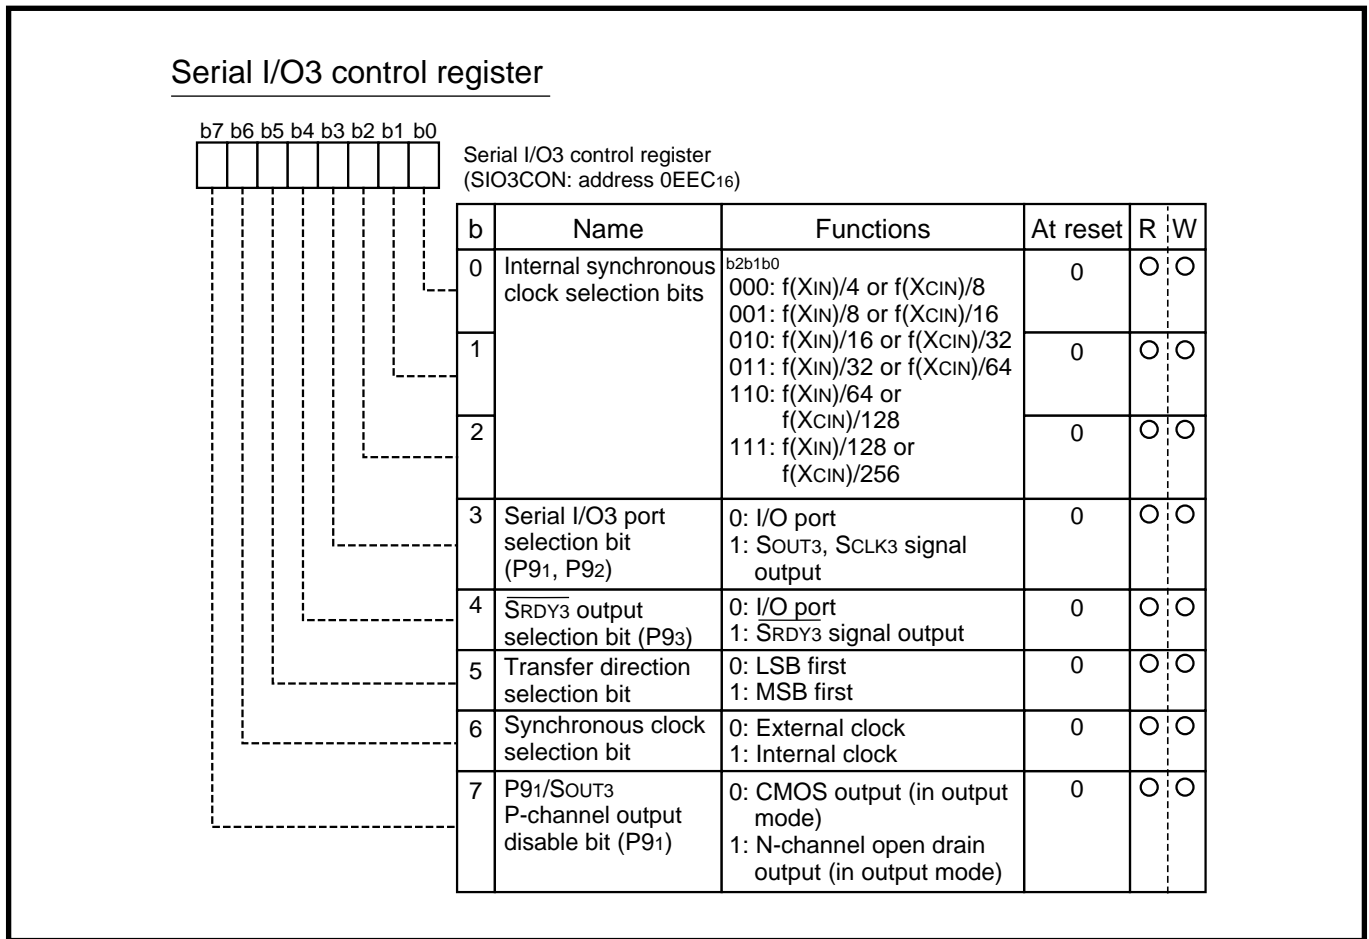 Serial I/O3 control register
b7 b6 b5 b4 b3 b2 b1 b0
Serial I/O3 control register
(SIO3CON: address 0EEC16)
b Name Functions At reset R W
0 Internal synchronous clock selection bits b2b1b0 0
000: f(XIN)/4 or f(XCIN)/8
001: f(XIN)/8 or f(XCIN)/16
010: f(XIN)/16 or f(XCIN)/32
1 0
011: f(XIN)/32 or f(XCIN)/64
110: f(XIN)/64 or
f(XCIN)/128
2 0
111: f(XIN)/128 or
f(XCIN)/256
3 Serial I/O3 port 0: I/O port 0
selection bit 1: SOUT3, SCLK3 signal
(P91, P92) output
4 SRDY3 output 0: I/O port 0
selection bit (P93) 1: SRDY3 signal output
5 Transfer direction 0: LSB first 0
selection bit 1: MSB first
6 Synchronous clock 0: External clock 0
selection bit 1: Internal clock
7 P91/SOUT3 0: CMOS output (in output 0
P-channel output mode)
disable bit (P91) 1: N-channel open drain
output (in output mode)